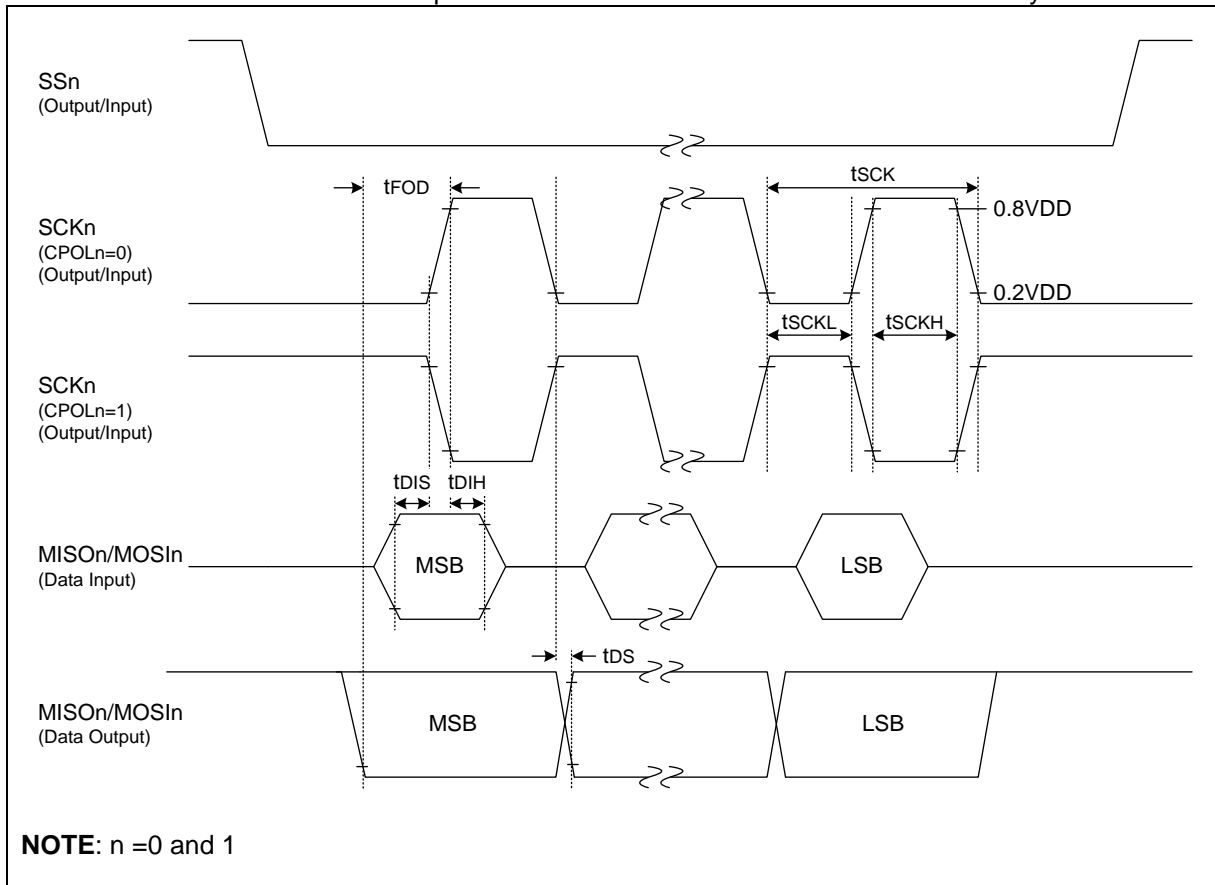 SSn
(Output/Input)
tFOD
tSCK
SCKn
(CPOLn=0)
(Output/Input)
0.8VDD
0.2VDD
tSCKL
tSCKH
SCKn
(CPOLn=1)
(Output/Input)
tDIS
tDIH
MISOn/MOSIn
(Data Input)
MSB
LSB
tDS
MISOn/MOSIn
(Data Output)
MSB
LSB
NOTE: n =0 and 1